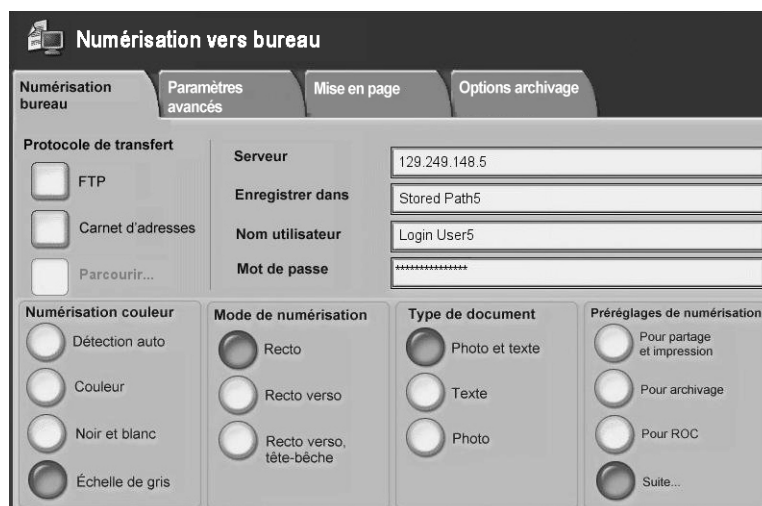 Numérisation vers bureau
Numérisation
bureau
Paramètres
avancés
Mise en page
Options archivage
Protocole de transfert
FTP
Carnet d'adresses
Parcourir...
Serveur
129.249.148.5
Enregistrer dans
Stored Path5
Nom utilisateur
Login User5
Mot de passe
***************
Numérisation couleur
Détection auto
Couleur
Noir et blanc
Échelle de gris
Mode de numérisation
Recto
Recto verso
Recto verso,
tête-bêche
Type de document
Photo et texte
Texte
Photo
Préréglages de numérisation
Pour partage
et impression
Pour archivage
Pour ROC
Suite...